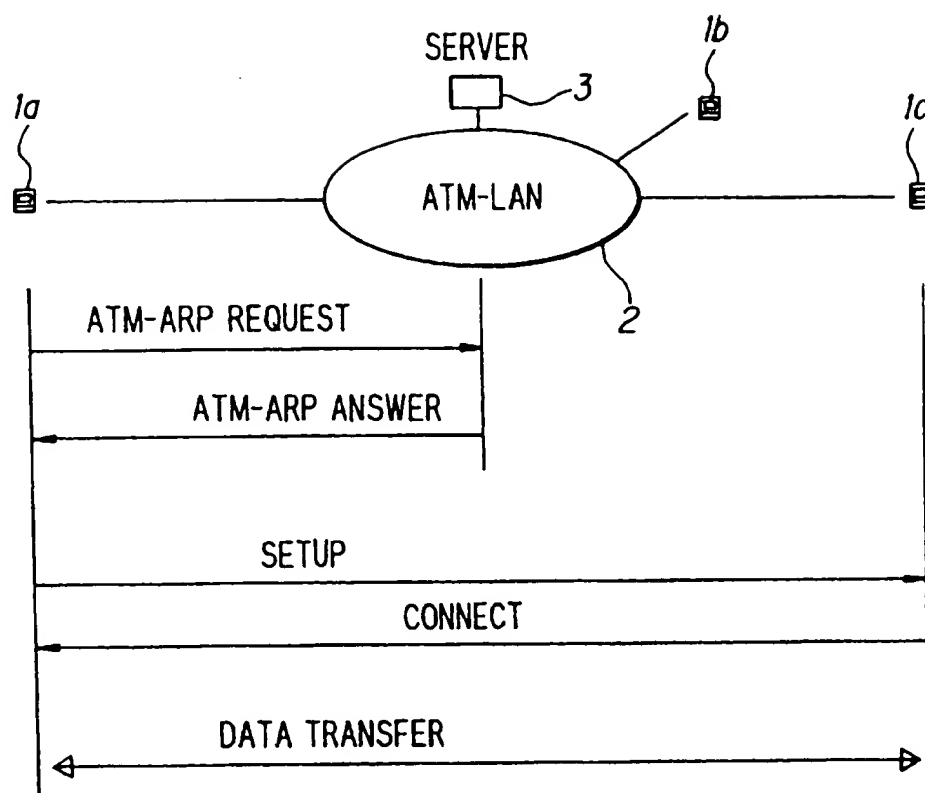 SERVER
1b
3
1a
1c
ATM-LAN
2
ATM-ARP REQUEST
ATM-ARP ANSWER
SETUP
CONNECT
DATA TRANSFER